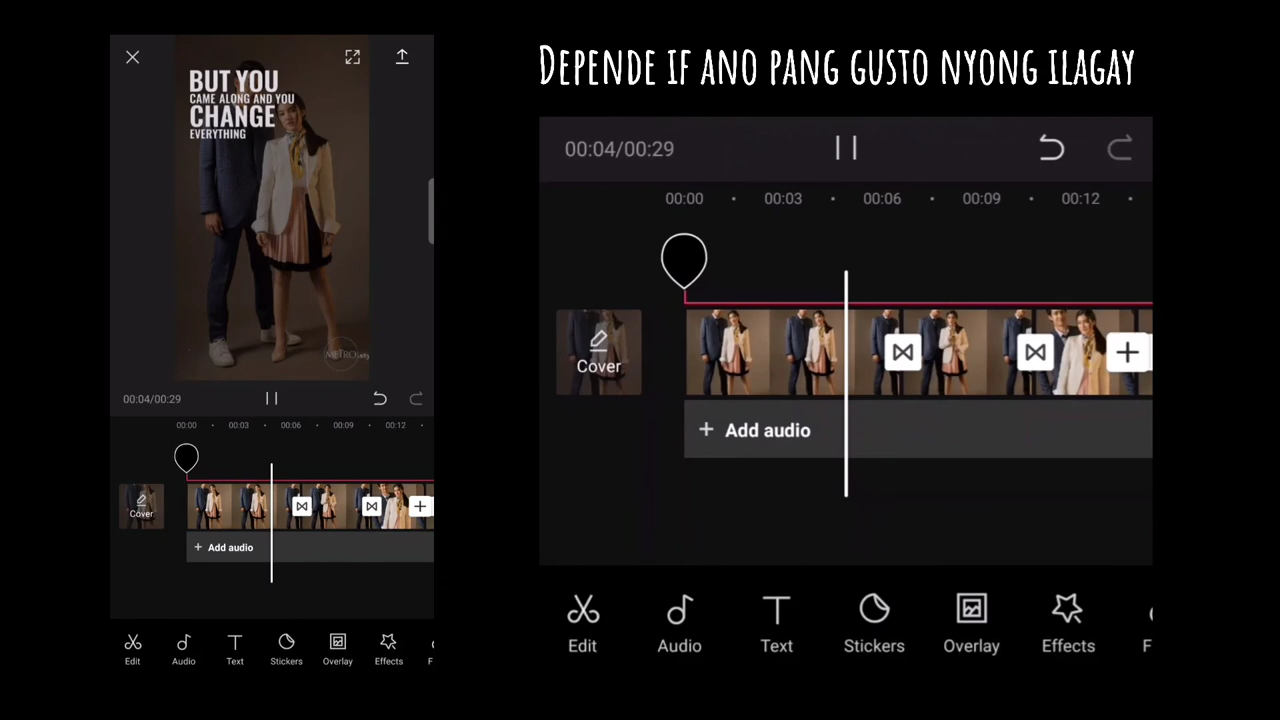 BUT YOU
CAME ALONG AND YOU
CHANGE
EVERYTHING
METRO
00:04/00:29
00:00 • 00:03 • 00:06 • 00:09 • 00:12 •
Cover
+ Add audio
Edit Audio Text Stickers Overlay Effects F
DEPENDE IF ANO PANG GUSTO NYONG ILAGAY
00:04/00:29
00:00 • 00:03 • 00:06 • 00:09 • 00:12 •
Cover
+ Add audio
Edit Audio Text Stickers Overlay Effects F